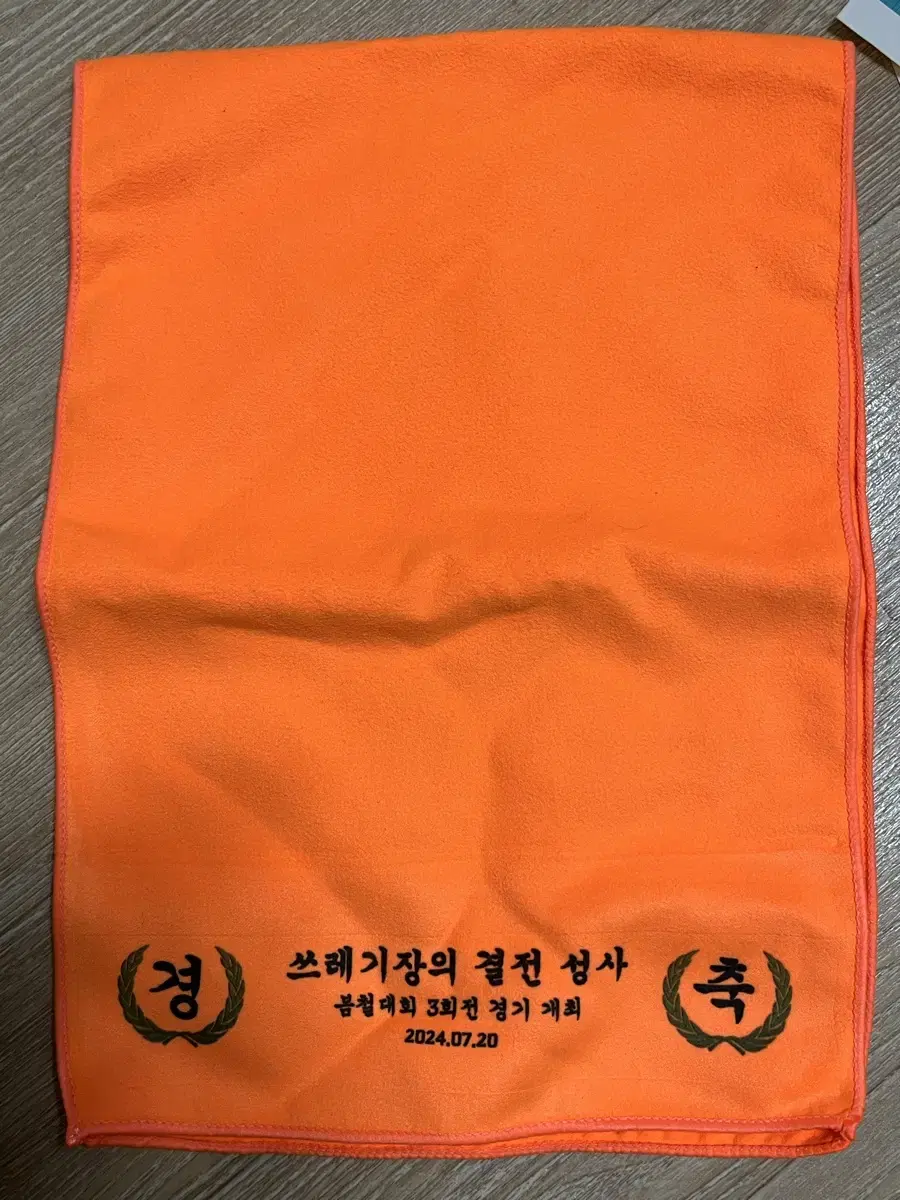 경
쓰레기장의 결전 성사
봄철대회 3회전 경기 개최
2024.07.20
축